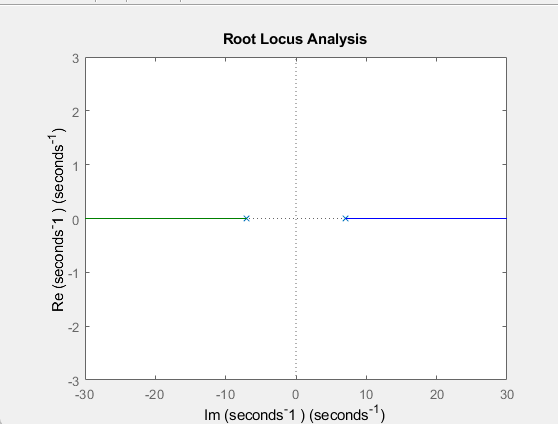 Root Locus Analysis
3
2
1
0
-1
-2
-3
Re (seconds⁻1 ) (seconds⁻¹)
-30 -20 -10 0 10 20 30
Im (seconds⁻1 ) (seconds⁻¹)